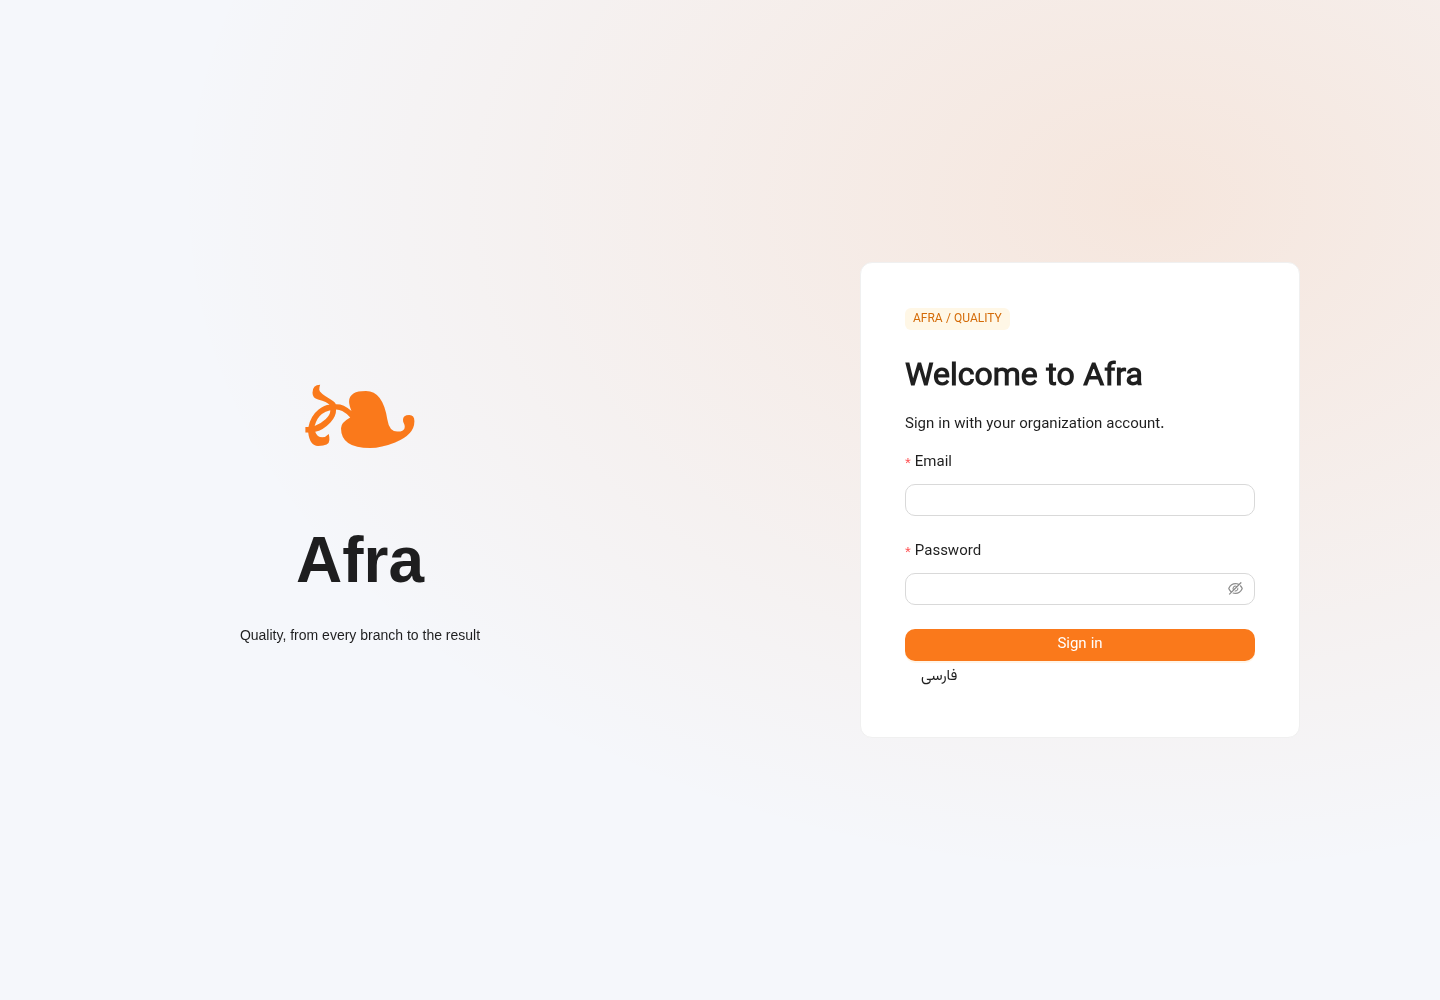 Afra
Quality, from every branch to the result
AFRA / QUALITY
Welcome to Afra
Sign in with your organization account.
* Email
* Password
Sign in
فارسی